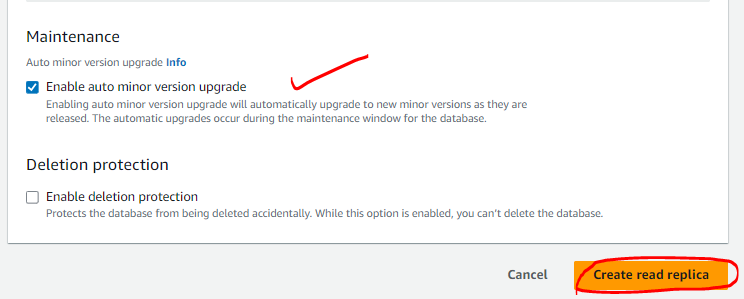 Maintenance
Auto minor version upgrade Info
Enable auto minor version upgrade
Enabling auto minor version upgrade will automatically upgrade to new minor versions as they are
released. The automatic upgrades occur during the maintenance window for the database.
Deletion protection
Enable deletion protection
Protects the database from being deleted accidentally. While this option is enabled, you can't delete the database.
Cancel Create read replica